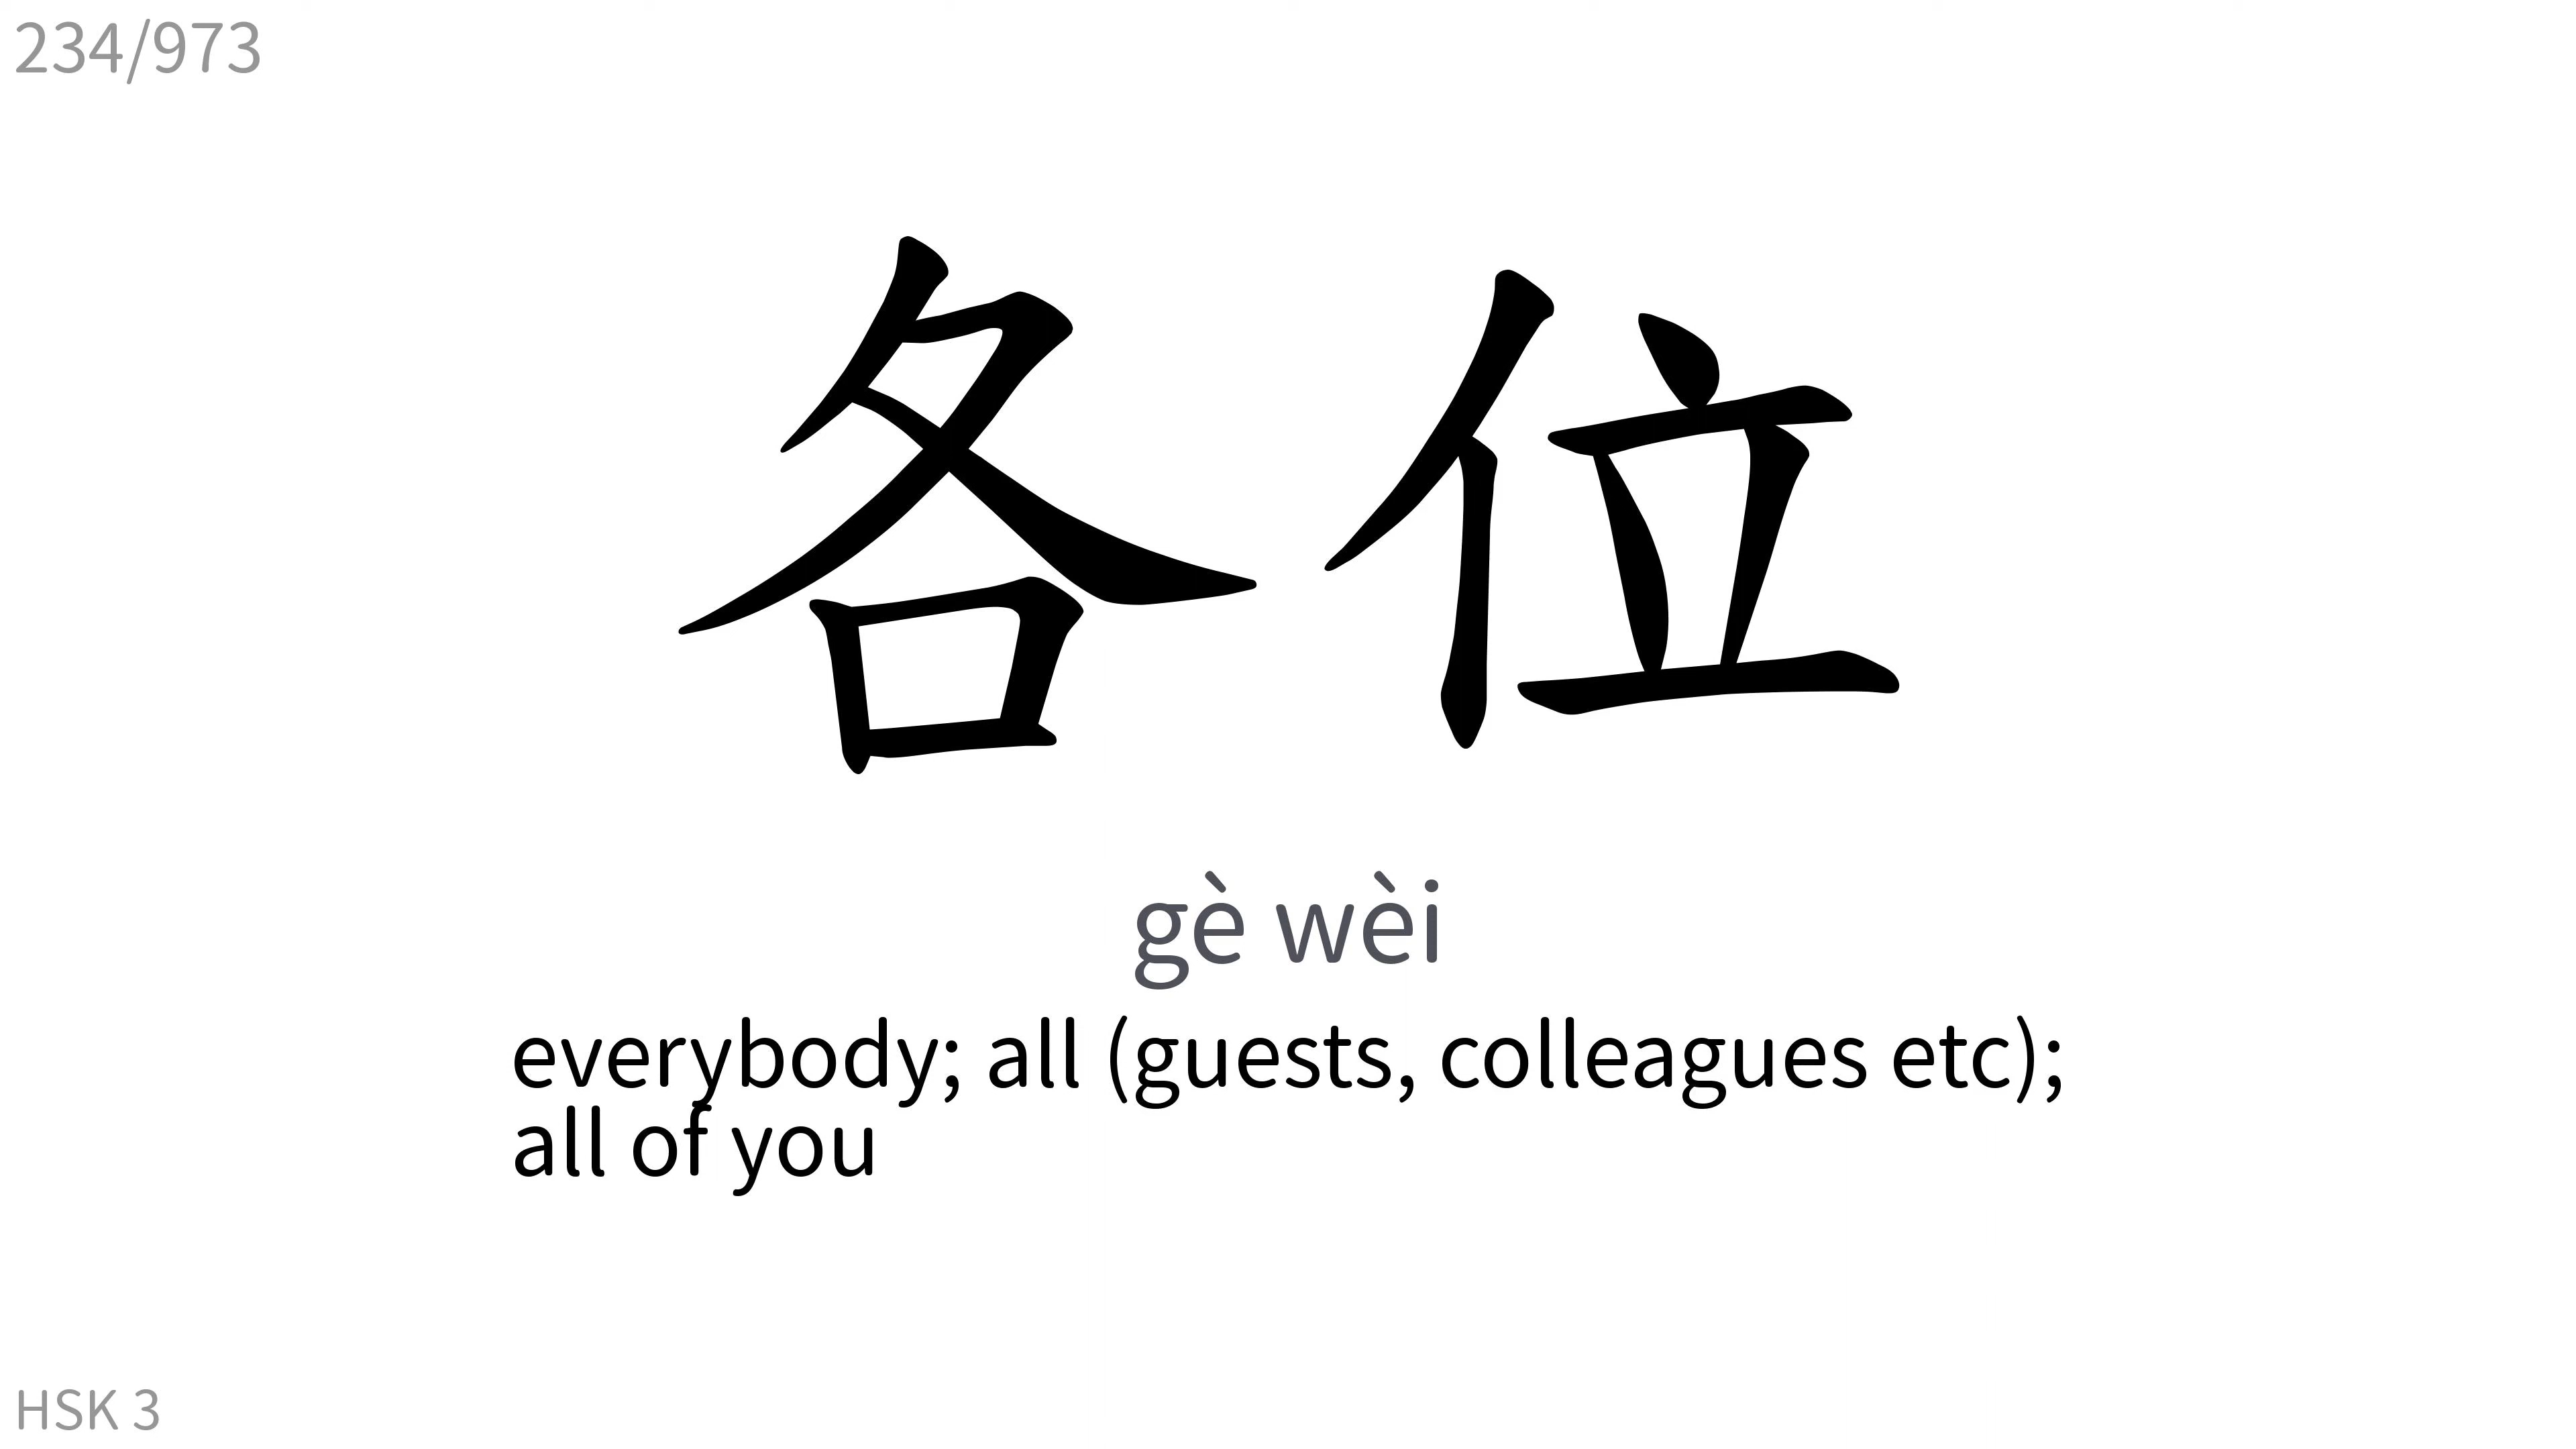 234/973
各位
gè wèi
everybody; all (guests, colleagues etc);
all of you
HSK 3